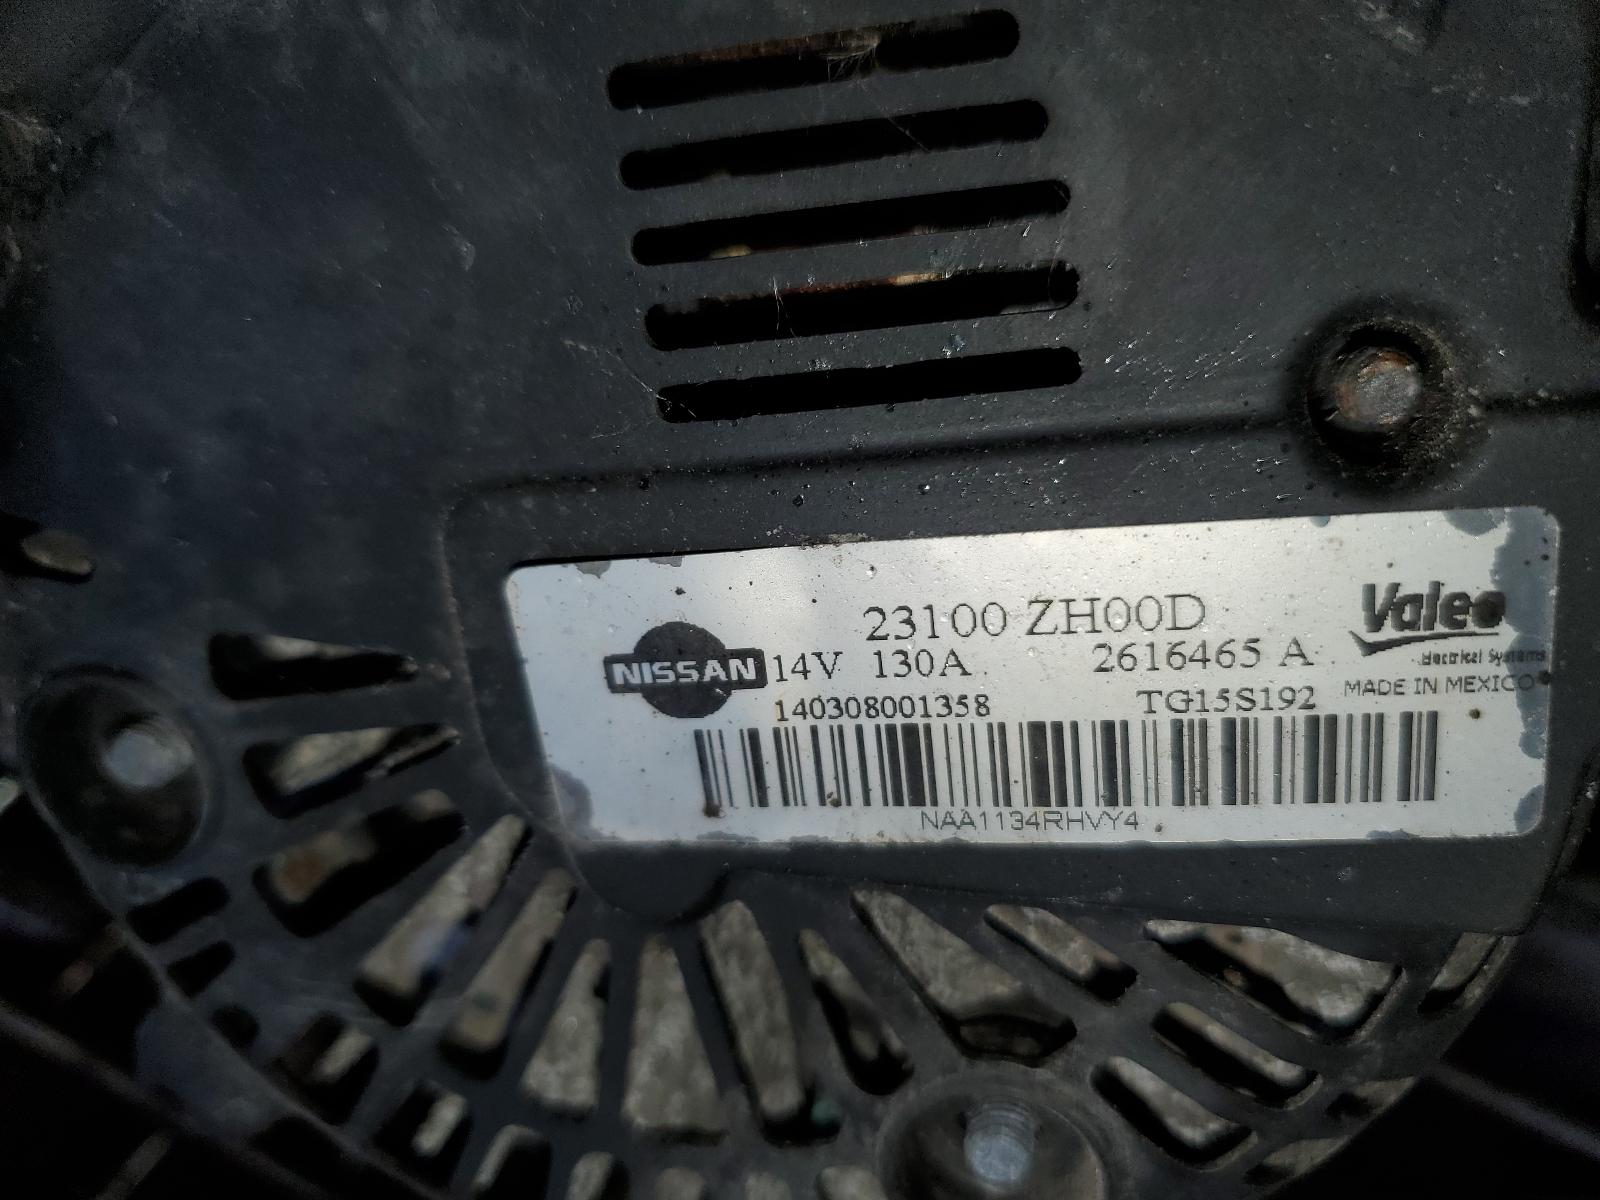 23100 ZH00D
NISSAN 14V 130A 2616465 A
Valeo
Electrical Systems
140308001358 TG15S192 MADE IN MEXICO
NAA1134RHVY4